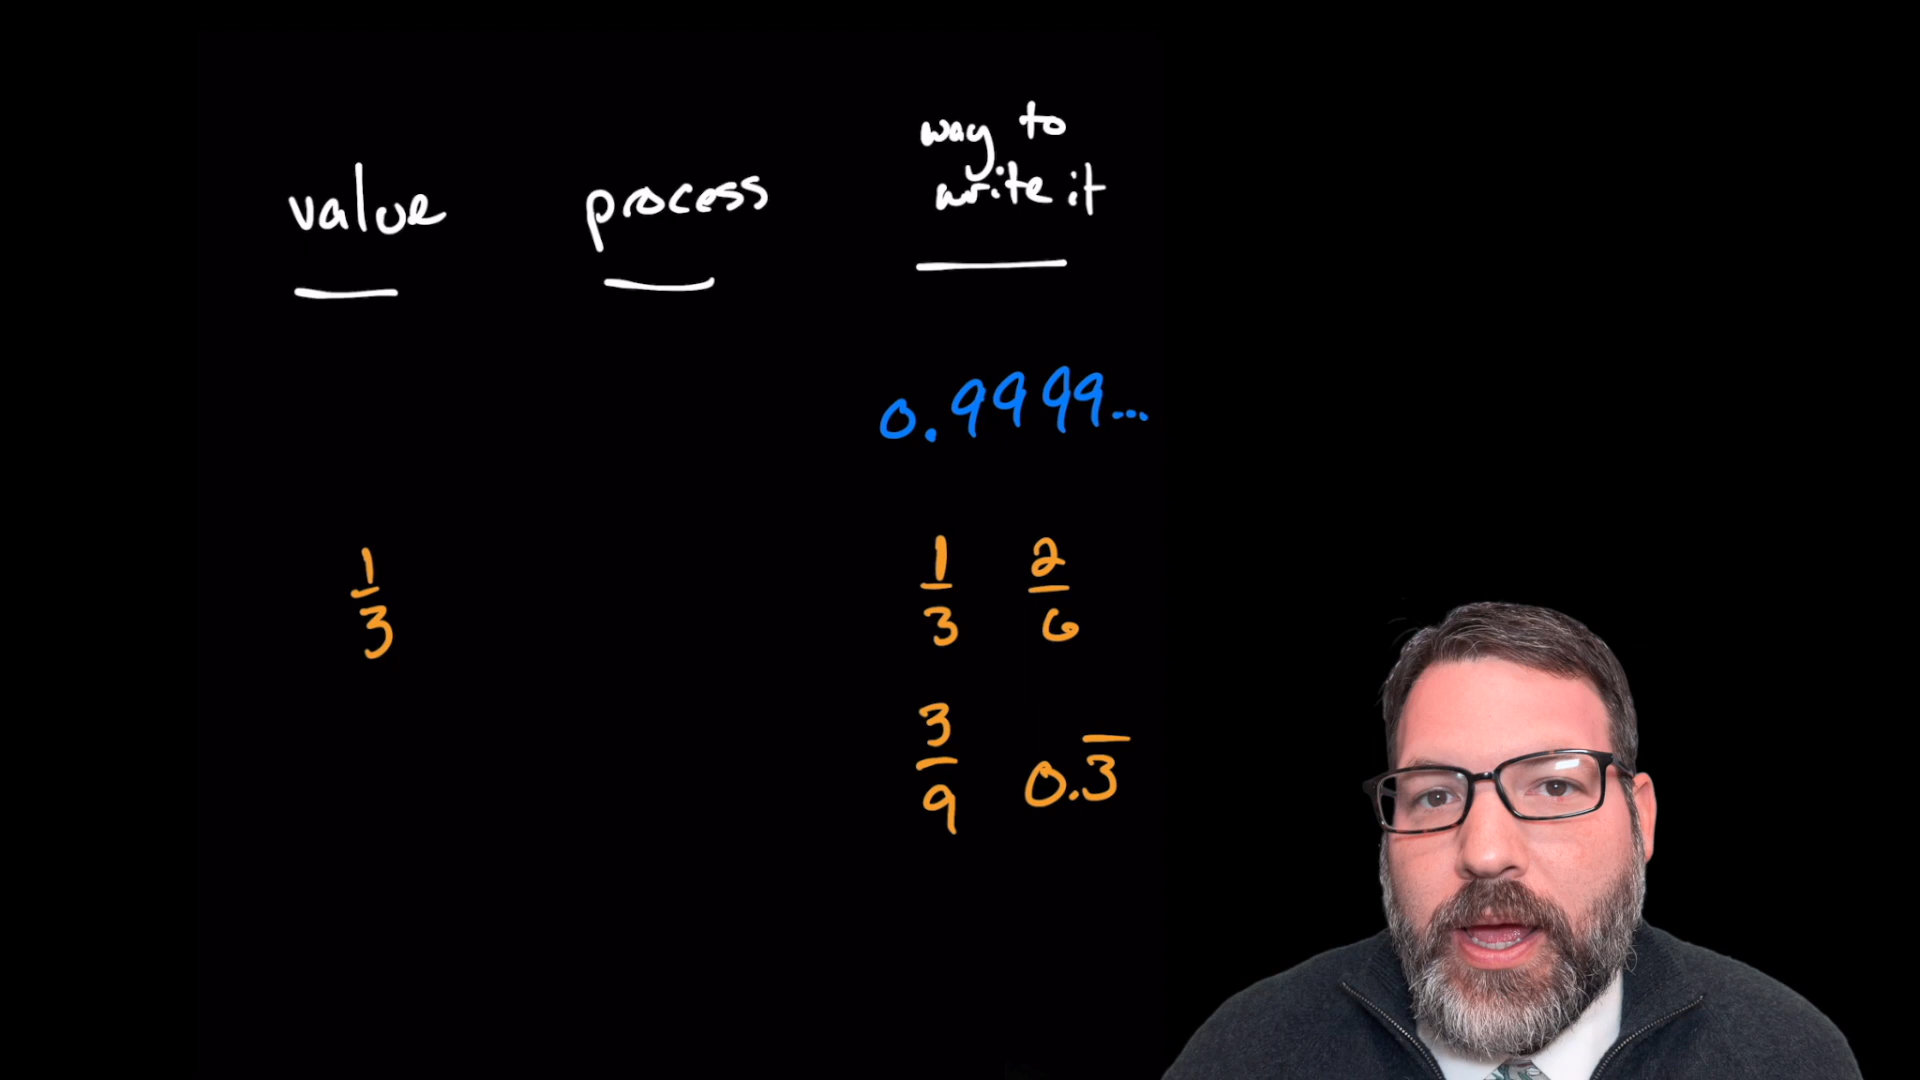 value process way to write it
0.9999...
1/3 1/3 2/6
3/9 0.3̅